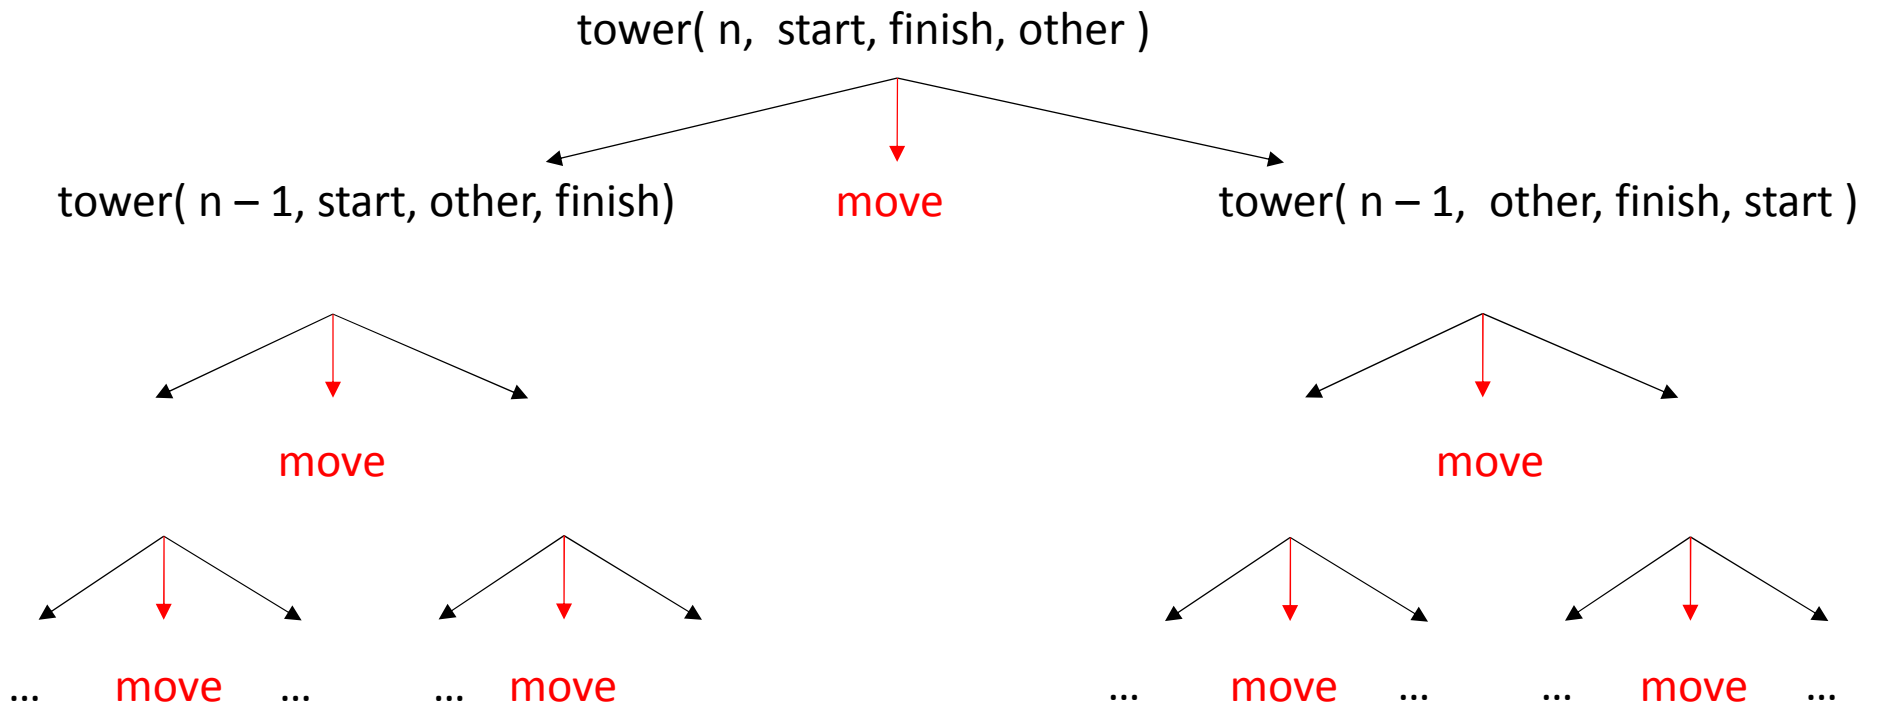 tower( n, start, finish, other )
tower( n – 1, start, other, finish) move tower( n – 1, other, finish, start )
move move
... move ... ... move ... move ... ... move ...